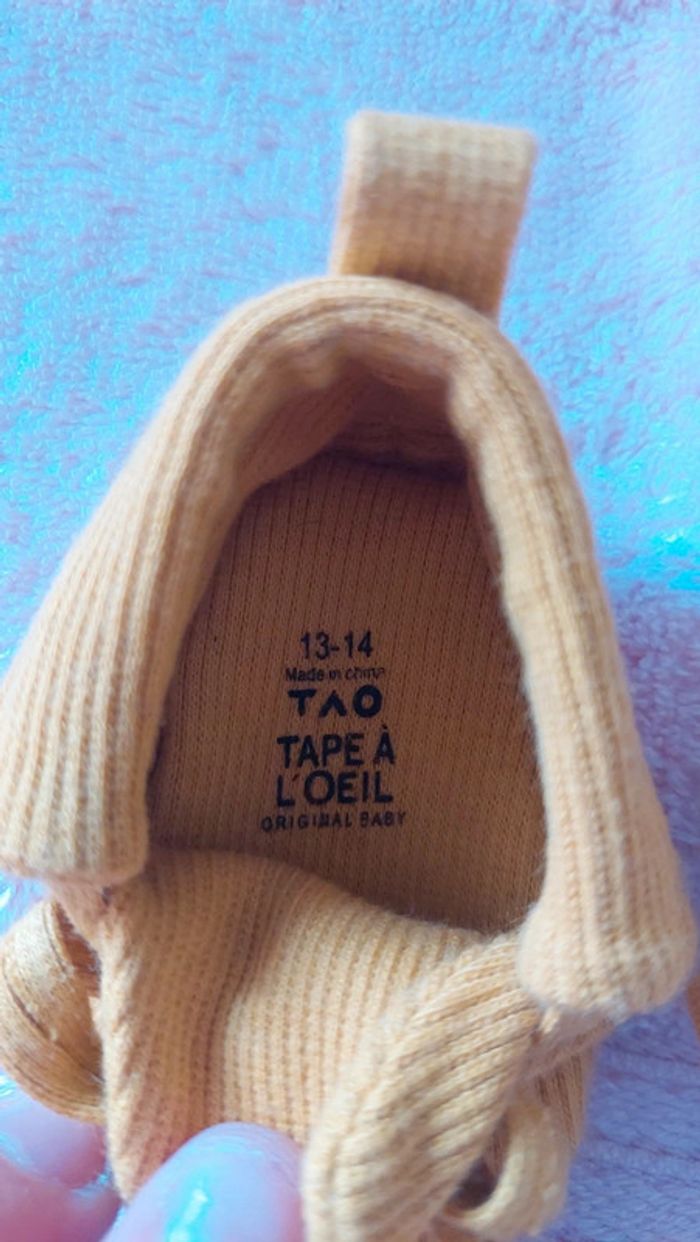 13-14
Made in china
TAO
TAPE À
L'OEIL
ORIGINAL BABY